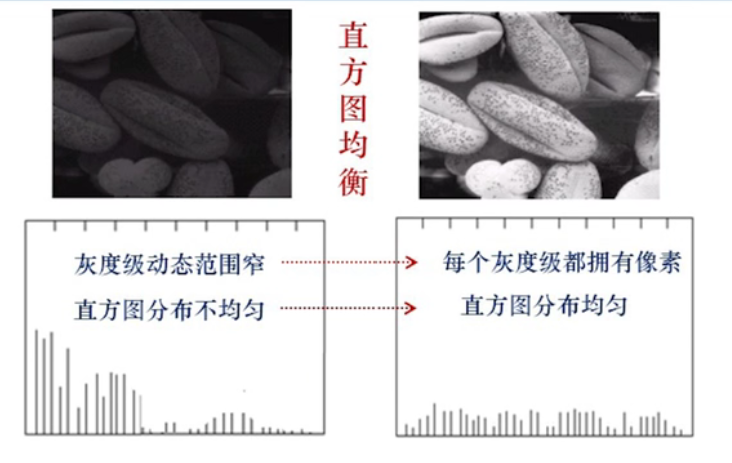 直方图均衡
灰度级动态范围窄
每个灰度级都拥有像素
直方图分布不均匀
直方图分布均匀